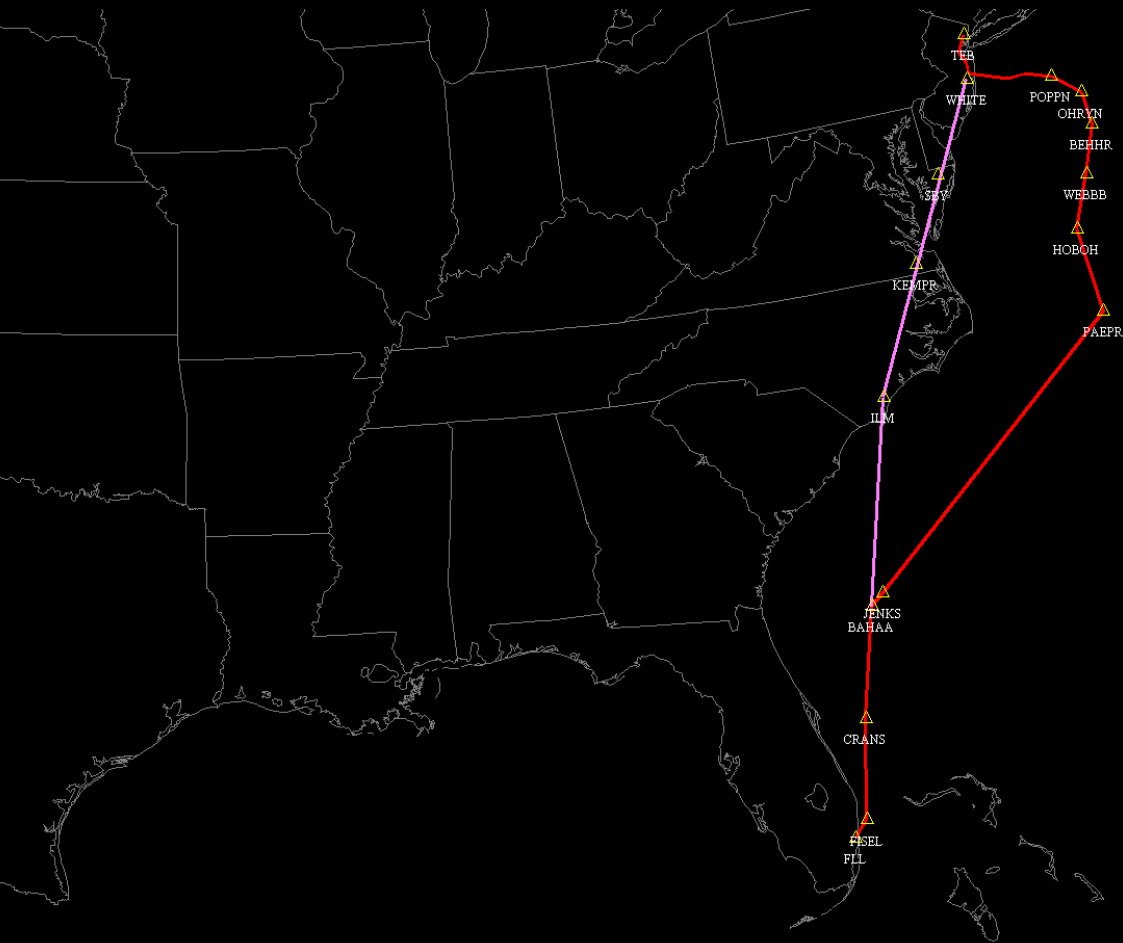 TEB
WHITE
POPPN
OHRYN
BEHHR
SBY
WEBBB
HOBOH
KEMPR
PAEPR
ILM
JENKS
BAHAA
CRANS
FISEL
FLL